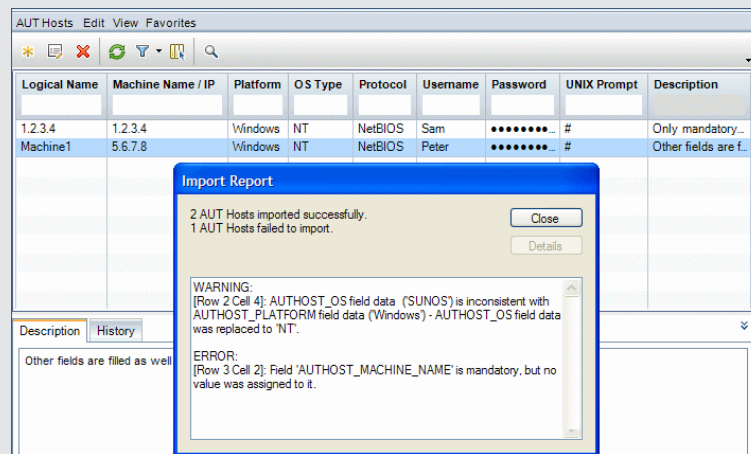 AUT Hosts Edit View Favorites
Logical Name Machine Name / IP Platform OS Type Protocol Username Password UNIX Prompt Description
1.2.3.4 1.2.3.4 Windows NT NetBIOS Sam ●●●●●●●●... # Only mandatory...
Machine1 5.6.7.8 Windows NT NetBIOS Peter ●●●●●●●●... # Other fields are f...
Import Report
2 AUT Hosts imported successfully.
1 AUT Hosts failed to import.
Close
Details
WARNING:
[Row 2 Cell 4]: AUTHOST_OS field data ('SUNOS') is inconsistent with
AUTHOST_PLATFORM field data ('Windows') - AUTHOST_OS field data
was replaced to 'NT'.
ERROR:
[Row 3 Cell 2]: Field 'AUTHOST_MACHINE_NAME' is mandatory, but no
value was assigned to it.
Description History
Other fields are filled as well